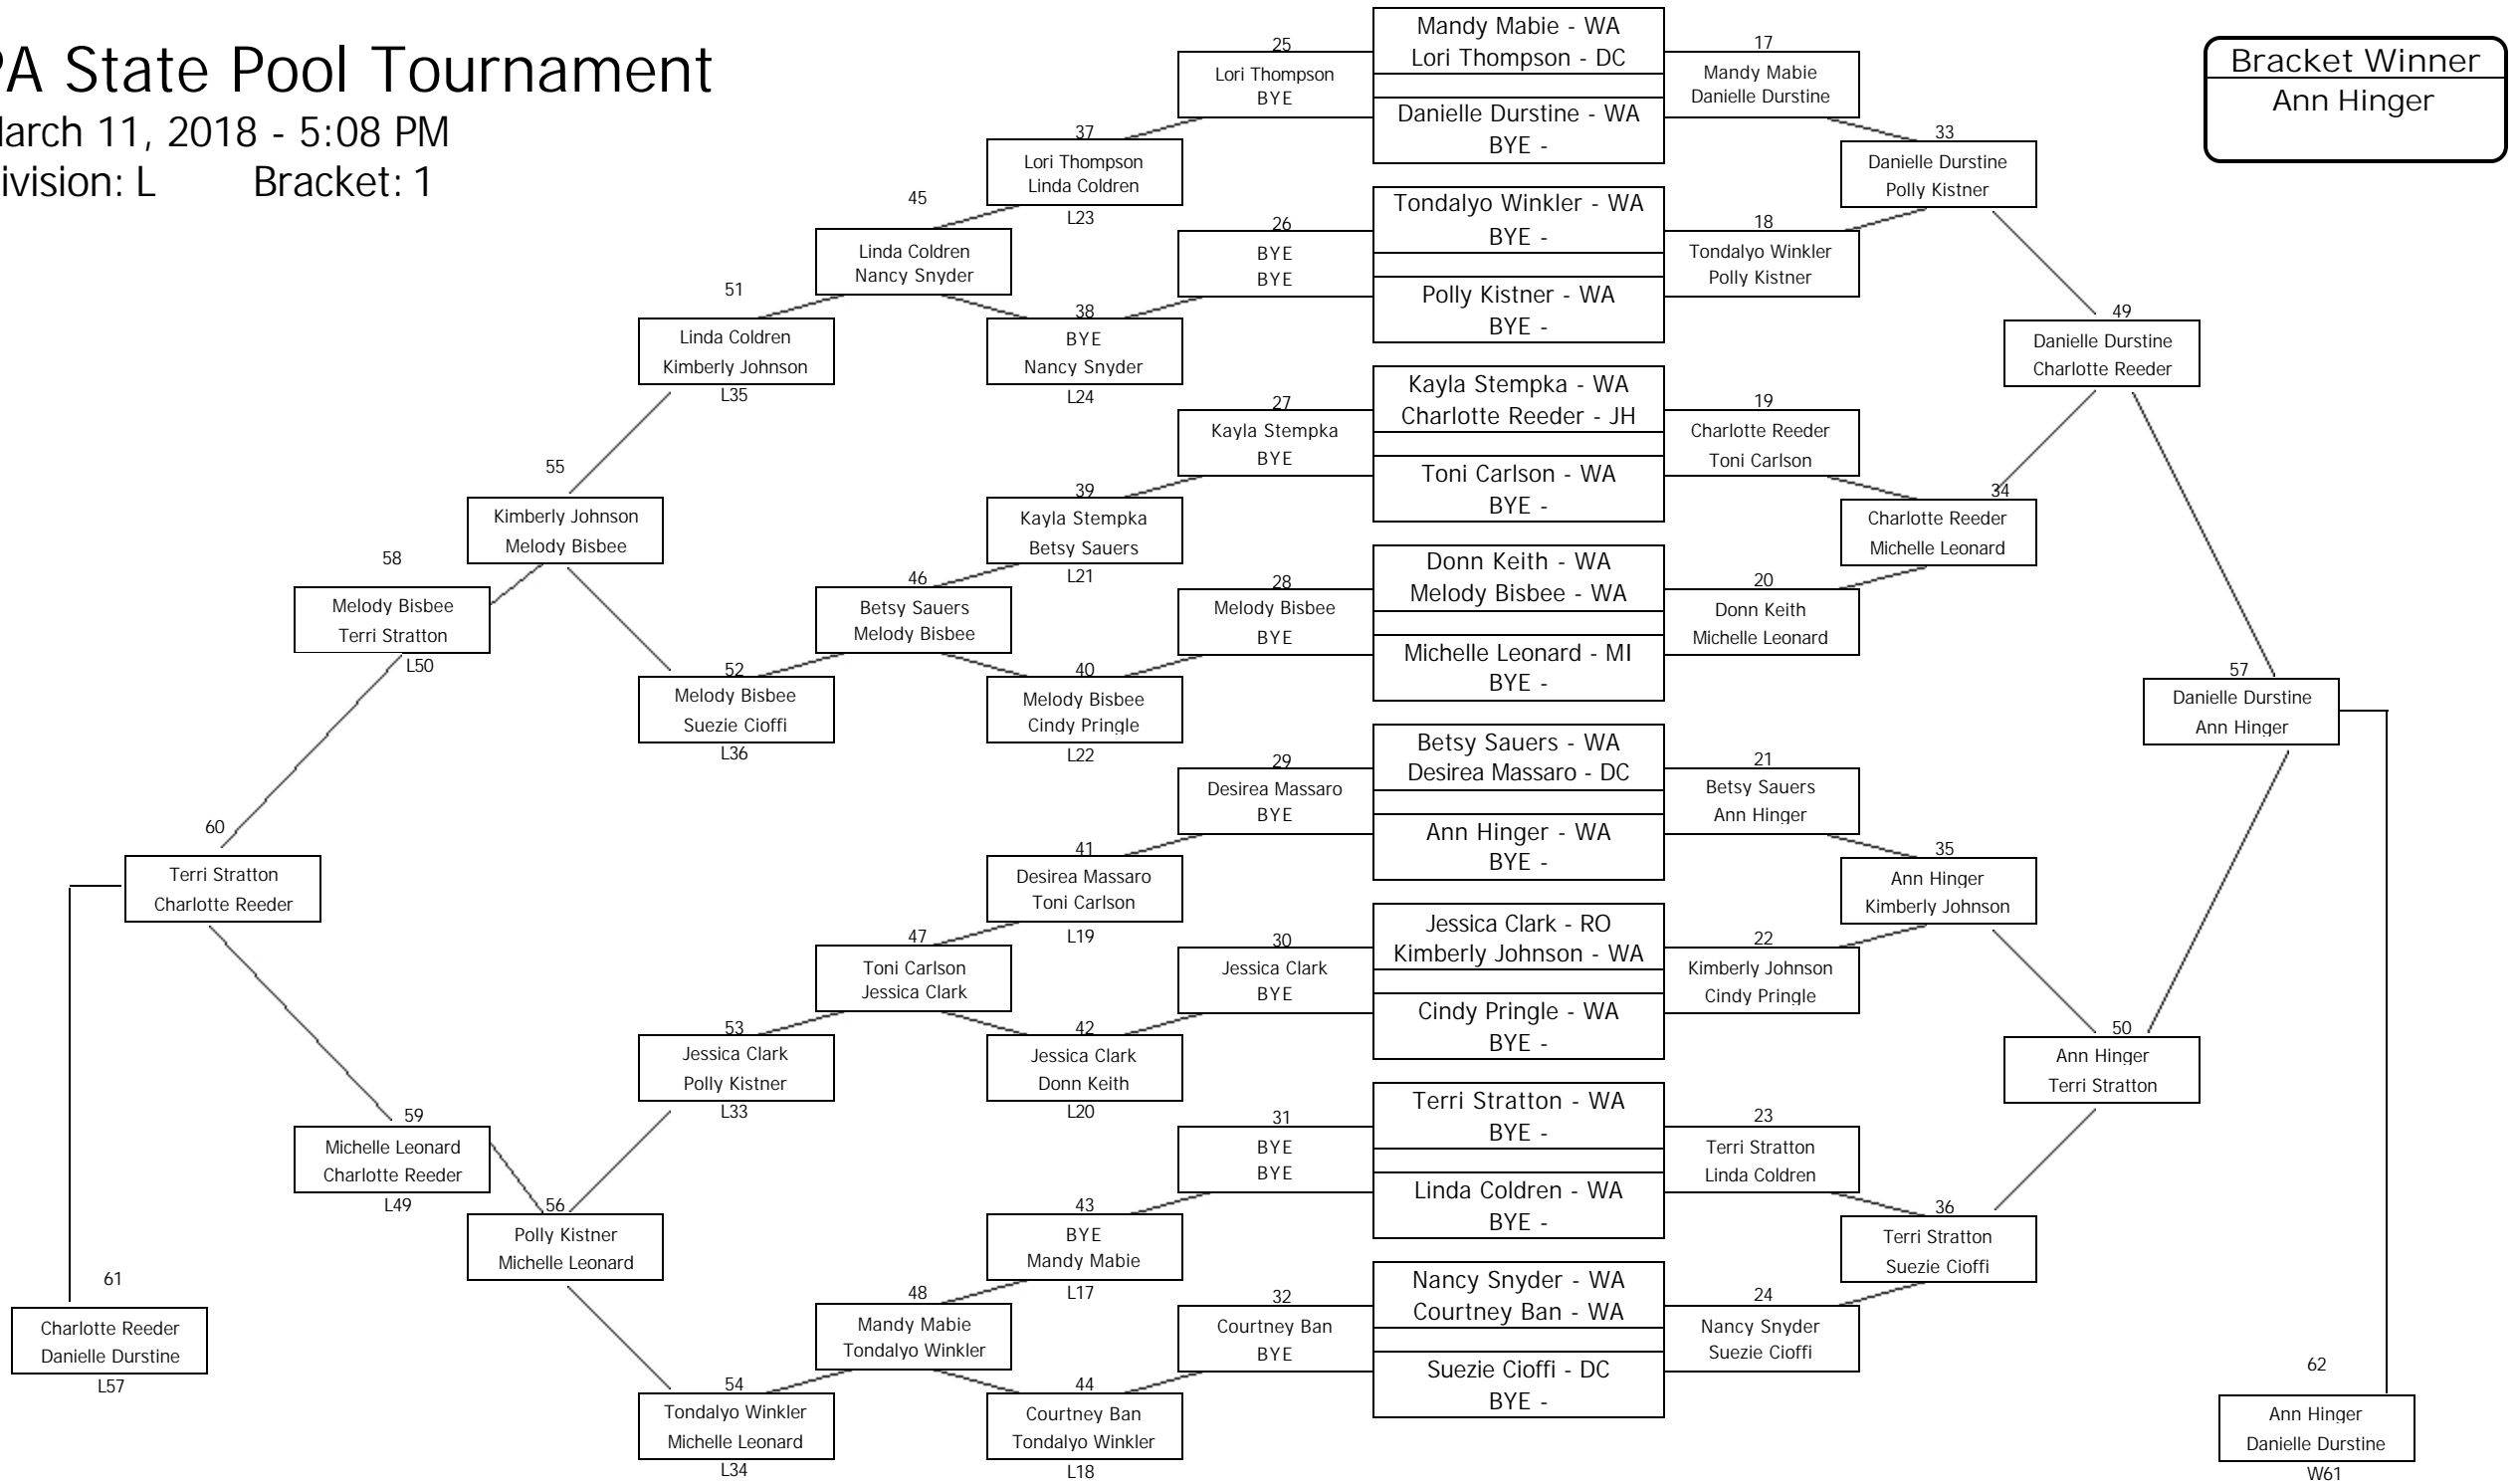 PA State Pool Tournament
March 11, 2018 - 5:08 PM
Division: L Bracket: 1
Bracket Winner
Ann Hinger
Mandy Mabie - WA
Lori Thompson - DC
Danielle Durstine - WA
BYE -
Tondalyo Winkler - WA
BYE -
Polly Kistner - WA
BYE -
Kayla Stempka - WA
Charlotte Reeder - JH
Toni Carlson - WA
BYE -
Donn Keith - WA
Melody Bisbee - WA
Michelle Leonard - MI
BYE -
Betsy Sauers - WA
Desirea Massaro - DC
Ann Hinger - WA
BYE -
Jessica Clark - RO
Kimberly Johnson - WA
Cindy Pringle - WA
BYE -
Terri Stratton - WA
BYE -
Linda Coldren - WA
BYE -
Nancy Snyder - WA
Courtney Ban - WA
Suezie Cioffi - DC
BYE -
17
Mandy Mabie
Danielle Durstine
18
Tondalyo Winkler
Polly Kistner
19
Charlotte Reeder
Toni Carlson
20
Donn Keith
Michelle Leonard
21
Betsy Sauers
Ann Hinger
22
Kimberly Johnson
Cindy Pringle
23
Terri Stratton
Linda Coldren
24
Nancy Snyder
Suezie Cioffi
25
Lori Thompson
BYE
26
BYE
BYE
27
Kayla Stempka
BYE
28
Melody Bisbee
BYE
29
Desirea Massaro
BYE
30
Jessica Clark
BYE
31
BYE
BYE
32
Courtney Ban
BYE
33
Danielle Durstine
Polly Kistner
34
Charlotte Reeder
Michelle Leonard
35
Ann Hinger
Kimberly Johnson
36
Terri Stratton
Suezie Cioffi
37
Lori Thompson
Linda Coldren
L23
38
BYE
Nancy Snyder
L24
39
Kayla Stempka
Betsy Sauers
L21
40
Melody Bisbee
Cindy Pringle
L22
41
Desirea Massaro
Toni Carlson
L19
42
Jessica Clark
Donn Keith
L20
43
BYE
Mandy Mabie
L17
44
Courtney Ban
Tondalyo Winkler
L18
45
Linda Coldren
Nancy Snyder
46
Betsy Sauers
Melody Bisbee
47
Toni Carlson
Jessica Clark
48
Mandy Mabie
Tondalyo Winkler
49
Danielle Durstine
Charlotte Reeder
50
Ann Hinger
Terri Stratton
51
Linda Coldren
Kimberly Johnson
L35
52
Melody Bisbee
Suezie Cioffi
L36
53
Jessica Clark
Polly Kistner
L33
54
Tondalyo Winkler
Michelle Leonard
L34
55
Kimberly Johnson
Melody Bisbee
56
Polly Kistner
Michelle Leonard
57
Danielle Durstine
Ann Hinger
58
Melody Bisbee
Terri Stratton
L50
59
Michelle Leonard
Charlotte Reeder
L49
60
Terri Stratton
Charlotte Reeder
61
Charlotte Reeder
Danielle Durstine
L57
62
Ann Hinger
Danielle Durstine
W61